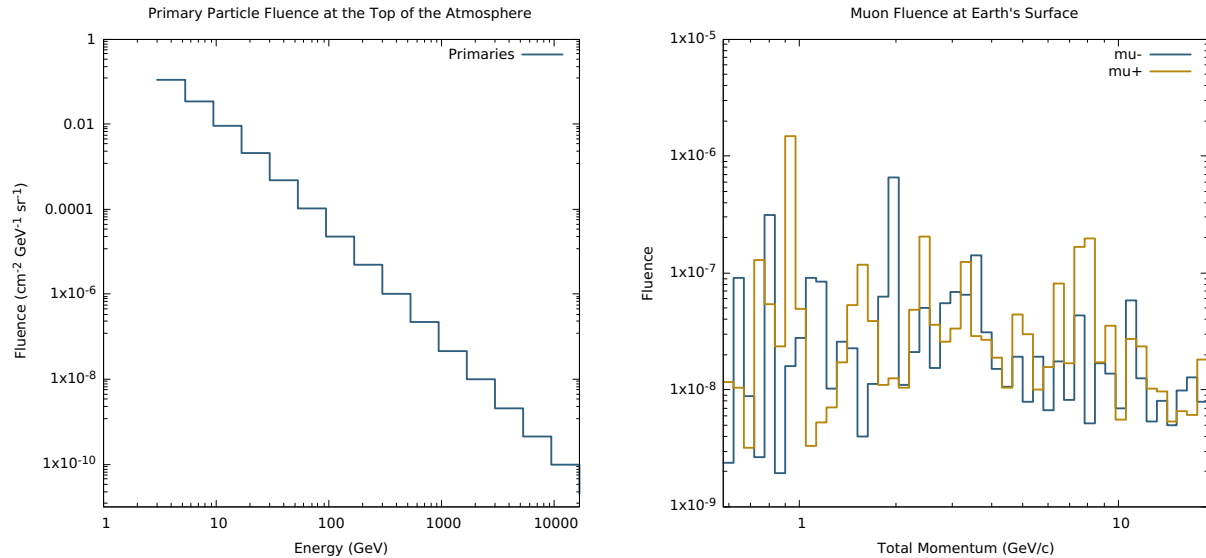 Primary Particle Fluence at the Top of the Atmosphere
Primaries
1
0.01
0.0001
1x10⁻⁶
1x10⁻⁸
1x10⁻¹⁰
Fluence (cm⁻² GeV⁻¹ sr⁻¹)
1
10
100
1000
10000
Energy (GeV)
Muon Fluence at Earth's Surface
mu-
mu+
1x10⁻⁵
1x10⁻⁶
1x10⁻⁷
1x10⁻⁸
1x10⁻⁹
Fluence
1
10
Total Momentum (GeV/c)